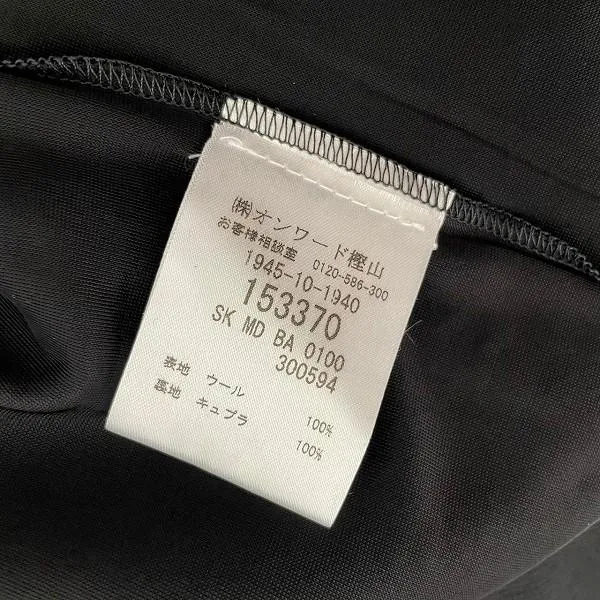 (株)オンワード樫山
お客様相談室 0120-586-300
1945-10-1940
153370
SK MD BA 0100
300594
表地 ウール 100%
裏地 キュプラ 100%